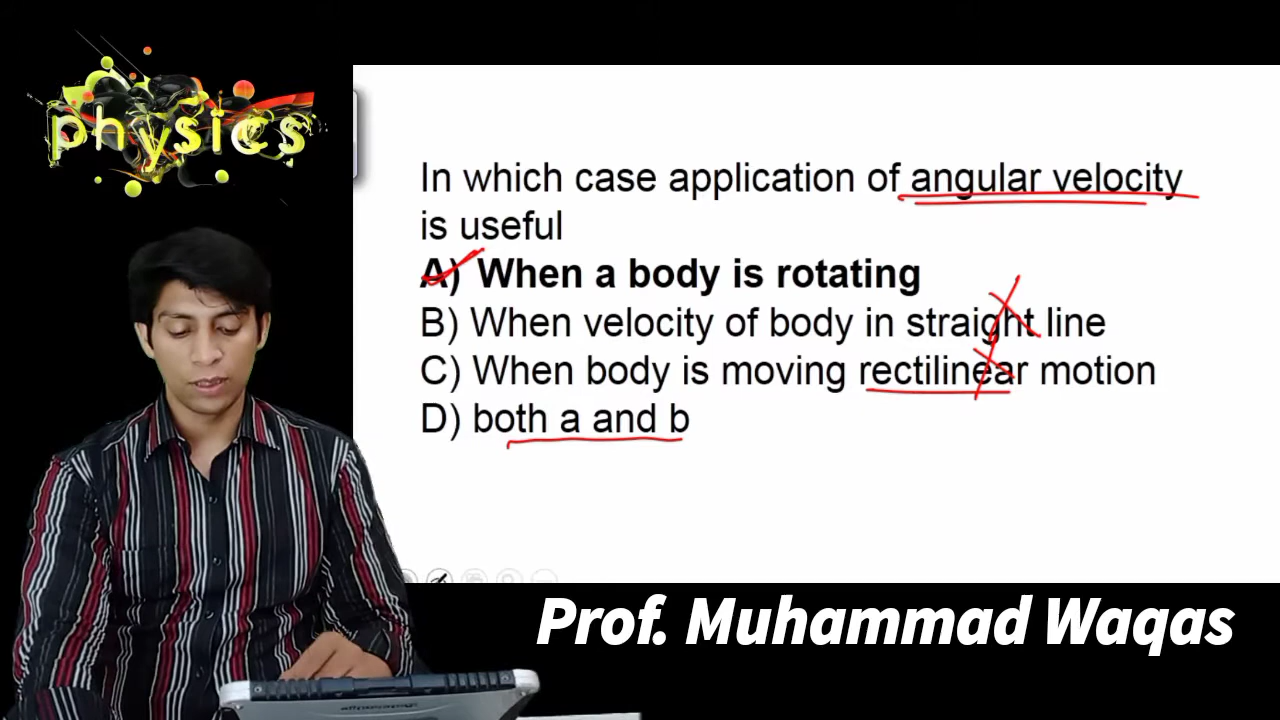 physics
In which case application of angular velocity
is useful
A) When a body is rotating
B) When velocity of body in straight line
C) When body is moving rectilinear motion
D) both a and b
Prof. Muhammad Waqas